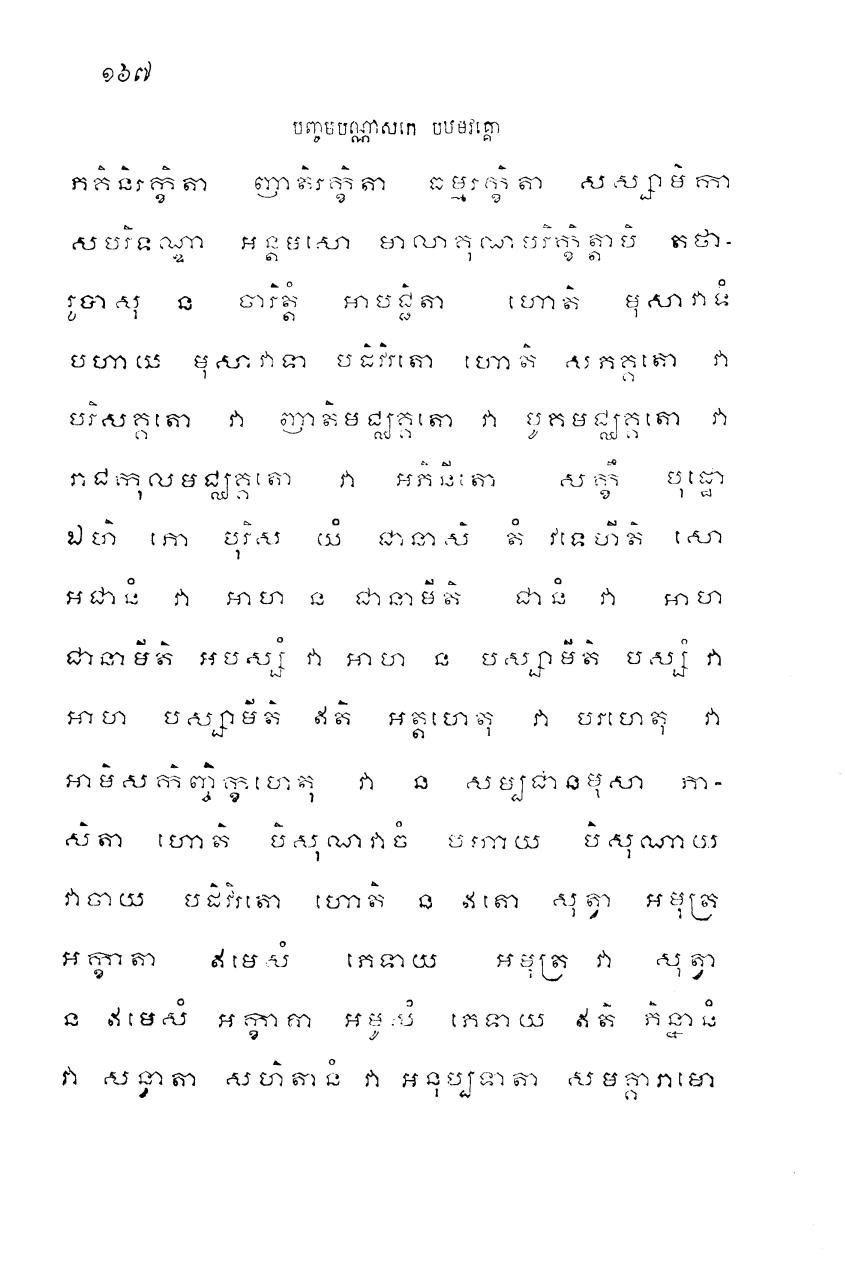 ១៦៧
បញ្ចមបណ្ណាសកេ បឋមវគ្គោ
ភគិនិរក្ខិតា ញាតិរក្ខិតា ធម្មរក្ខិតា សស្សាមិកា
សបរិទណ្ឌា អន្តមសោ មាលាគុណបរិក្ខិត្តាបិ តថា-
រូបាសុ ន ចារិត្តំ អាបជ្ជិតា ហោតិ មុសាវាទំ
បហាយ មុសាវាទា បដិវិរតោ ហោតិ សភគ្គតោ វា
បរិសគ្គតោ វា ញាតិមជ្ឈគ្គតោ វា បូគមជ្ឈគ្គតោ វា
រាជកុលមជ្ឈគ្គតោ វា អភិនីតោ សក្ខឹ បុដ្ឋោ
ឯហិ ភោ បុរិស យំ ជានាសិ តំ វទេហីតិ សោ
អជានំ វា អាហ ន ជានាមីតិ ជានំ វា អាហ
ជានាមីតិ អបស្សំ វា អាហ ន បស្សាមីតិ បស្សំ វា
អាហ បស្សាមីតិ ឥតិ អត្តហេតុ វា បរហេតុ វា
អាមិសកិញ្ចិក្ខហេតុ វា ន សម្បជានមុសា ភា-
សិតា ហោតិ បិសុណវាចំ បហាយ បិសុណាយ
វាចាយ បដិវិរតោ ហោតិ ន ឥតោ សុត្វា អមុត្រ
អក្ខាតា ឥមេសំ ភេទាយ អមុត្រ វា សុត្វា
ន ឥមេសំ អក្ខាតា អមូសំ ភេទាយ ឥតិ ភិន្នានំ
វា សន្ធាតា សហិតានំ វា អនុប្បទាតា សមគ្គារាមោ